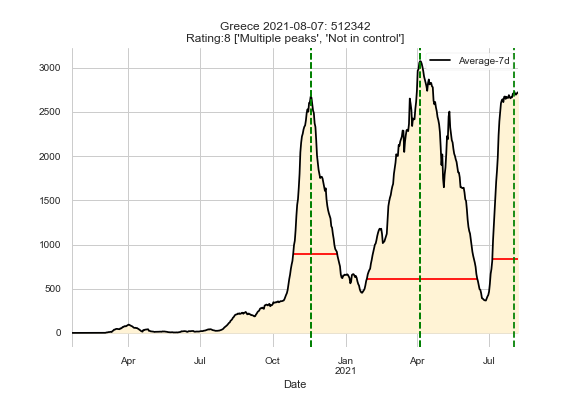 Greece 2021-08-07: 512342
Rating:8 ['Multiple peaks', 'Not in control']
Average-7d
3000
2500
2000
1500
1000
500
0
Apr Jul Oct Jan Apr Jul
2021
Date